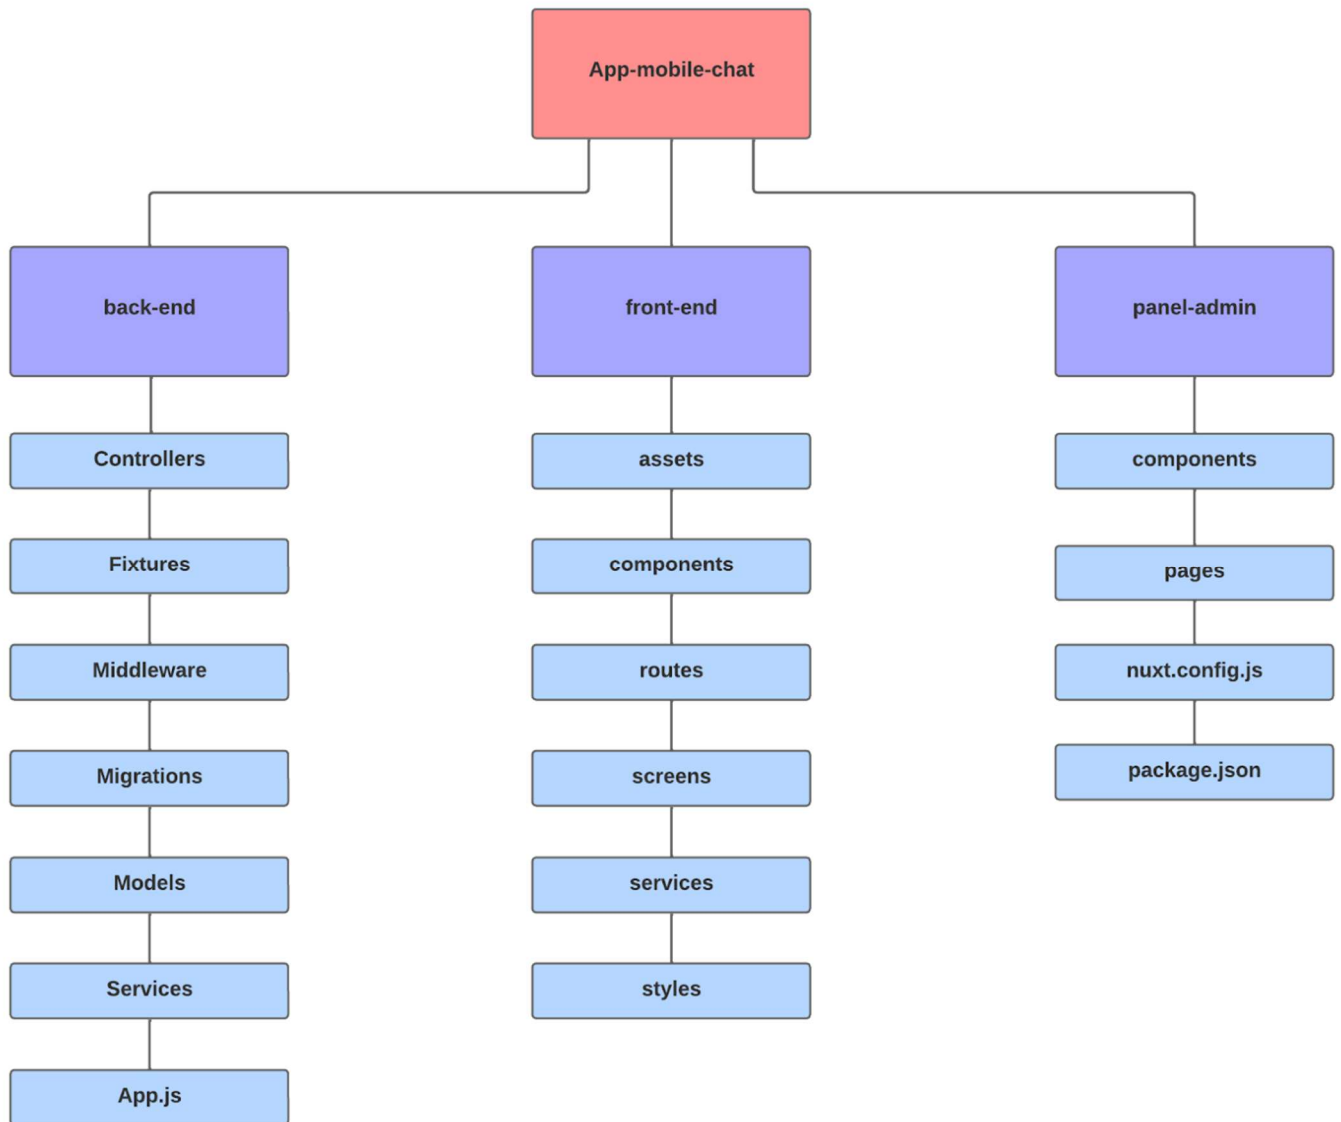 App-mobile-chat
back-end
front-end
panel-admin
Controllers
assets
components
Fixtures
components
pages
Middleware
routes
nuxt.config.js
Migrations
screens
package.json
Models
services
Services
styles
App.js